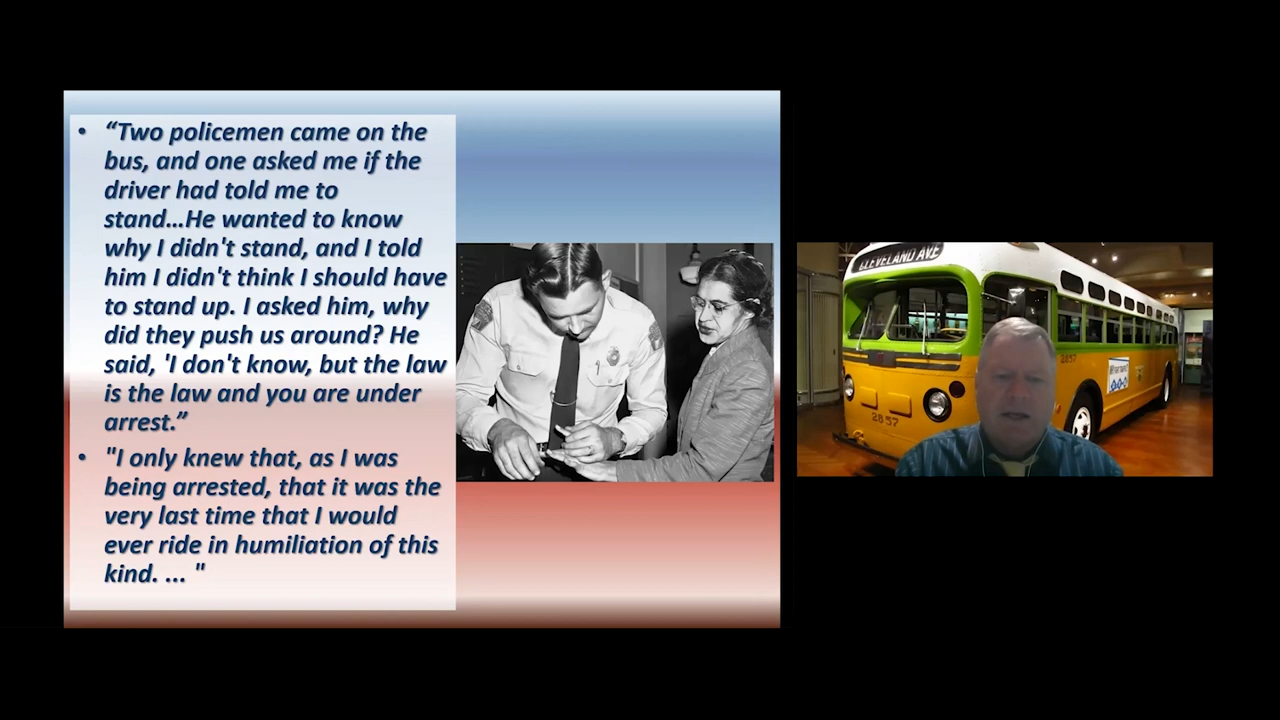 • “Two policemen came on the
bus, and one asked me if the
driver had told me to
stand…He wanted to know
why I didn't stand, and I told
him I didn't think I should have
to stand up. I asked him, why
did they push us around? He
said, 'I don't know, but the law
is the law and you are under
arrest.”
• "I only knew that, as I was
being arrested, that it was the
very last time that I would
ever ride in humiliation of this
kind. ... "
CLEVELAND AVE
2857
2857